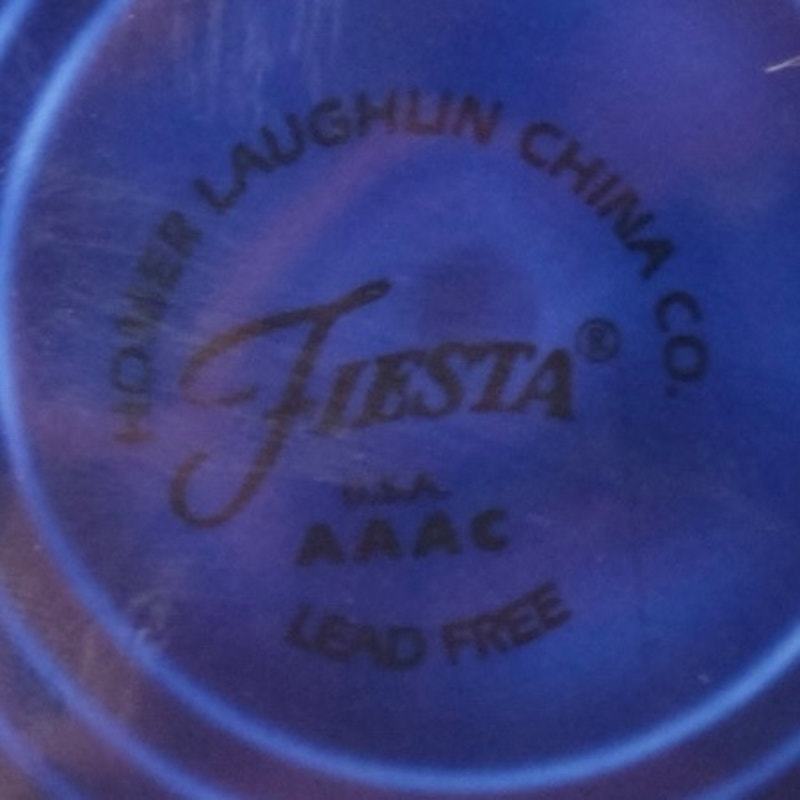 HOMER LAUGHLIN CHINA CO.
FIESTA®
U.S.A.
AAAC
LEAD FREE